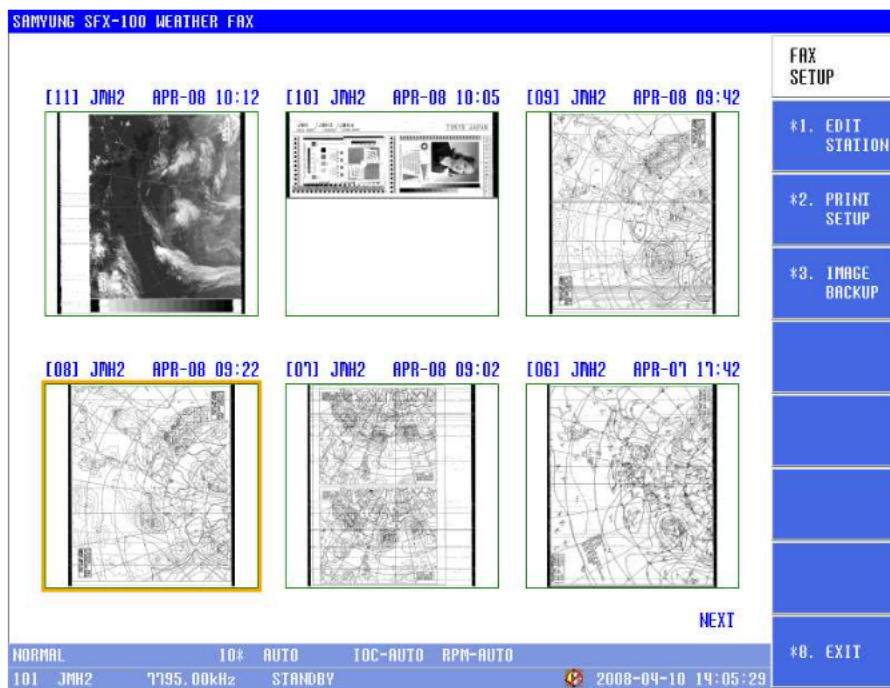 SAMYUNG SFX-100 WEATHER FAX
FAX
SETUP
[11] JMH2 APR-08 10:12
[10] JMH2 APR-08 10:05
[09] JMH2 APR-08 09:42
*1. EDIT
STATION
*2. PRINT
SETUP
*3. IMAGE
BACKUP
TOKYO JAPAN
[08] JMH2 APR-08 09:22
[07] JMH2 APR-08 09:02
[06] JMH2 APR-07 17:42
NEXT
*8. EXIT
NORMAL 10* AUTO IOC-AUTO RPM-AUTO
101 JMH2 7795.00kHz STANDBY 2008-04-10 14:05:29